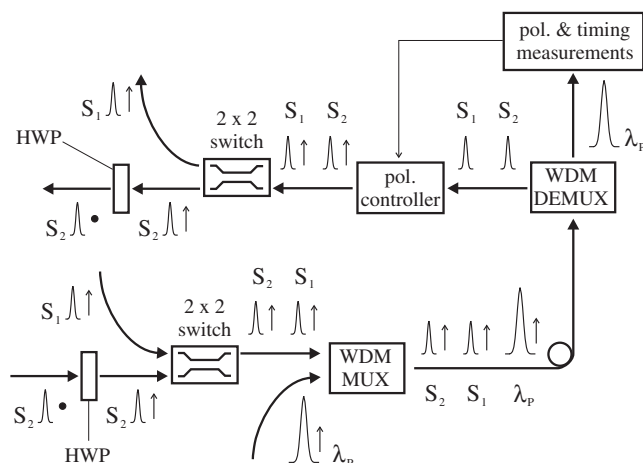 pol. & timing
measurements
S₁
2 x 2
switch
S₁ S₂
S₁ S₂
λₚ
HWP
pol.
controller
WDM
DEMUX
S₂
S₂
S₁
2 x 2
switch
S₂ S₁
WDM
MUX
S₂ S₁ λₚ
S₂
S₂
HWP
λₚ